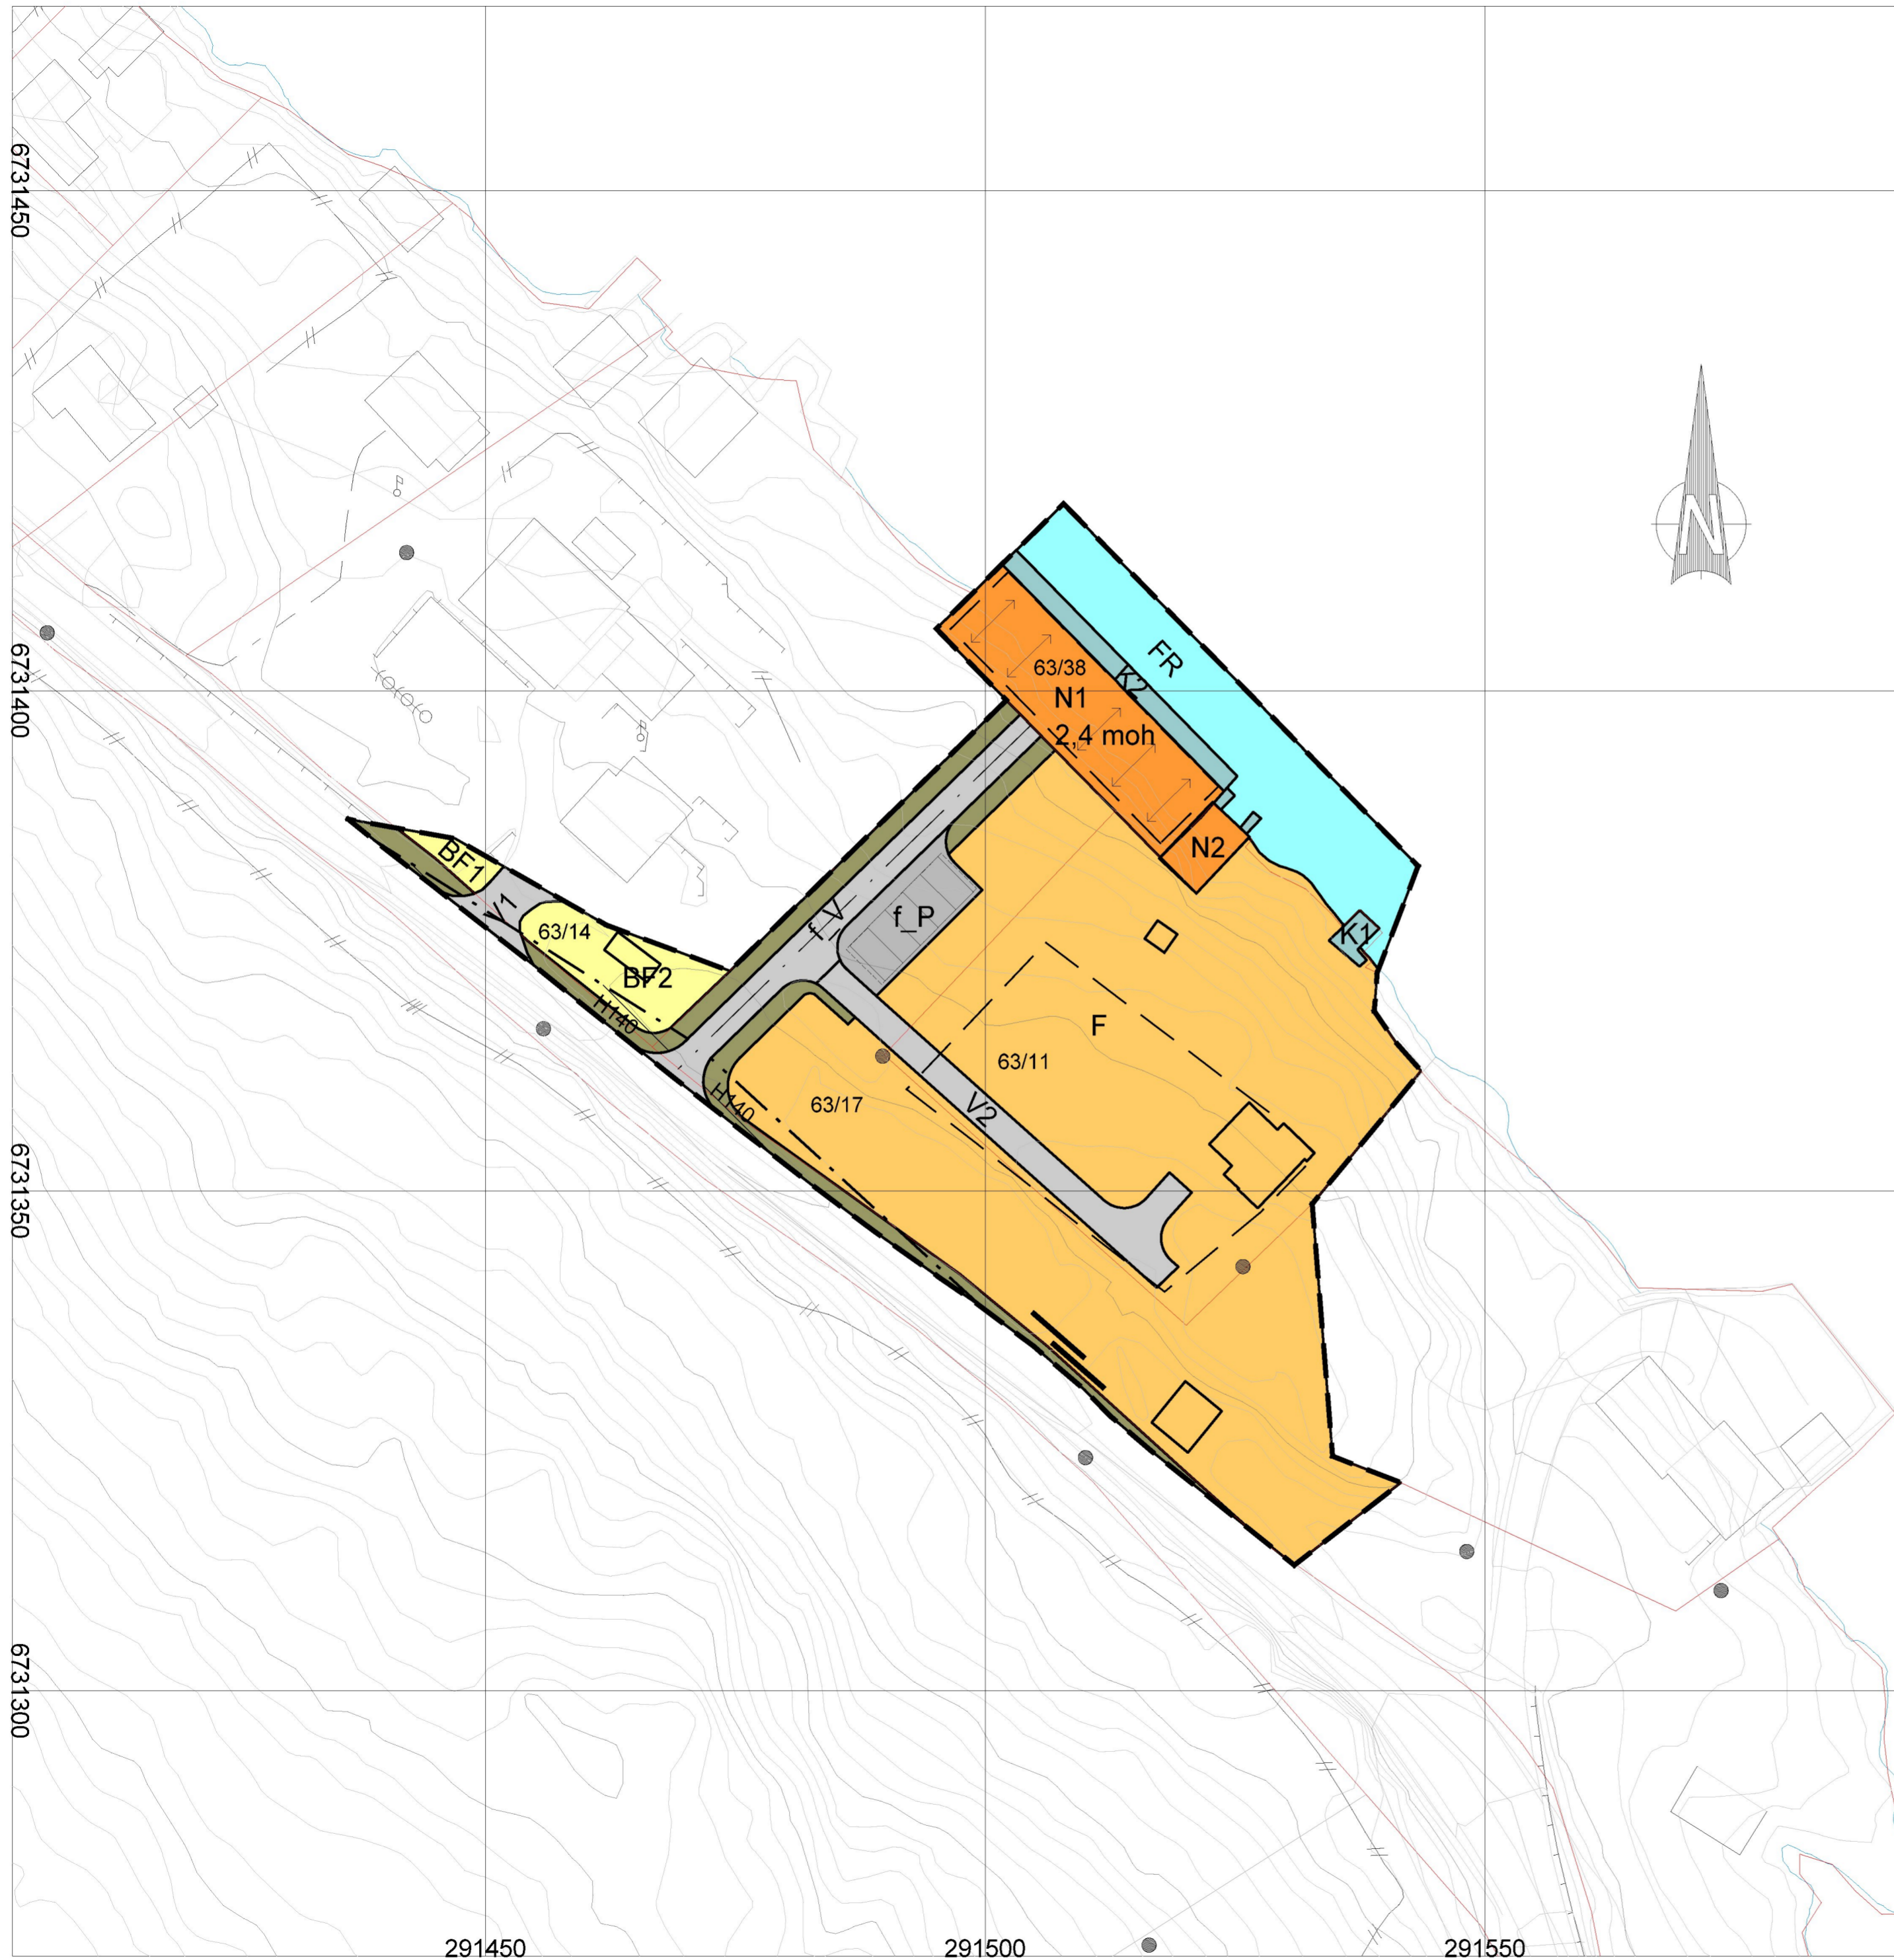 6731450
N
FR
63/38
K2
N1
6731400
2,4 moh
N2
BF1
V1
f_V
f_P
63/14
K1
BF2
H140
F
63/11
H140
63/17
V2
6731350
6731300
291450
291500
291550